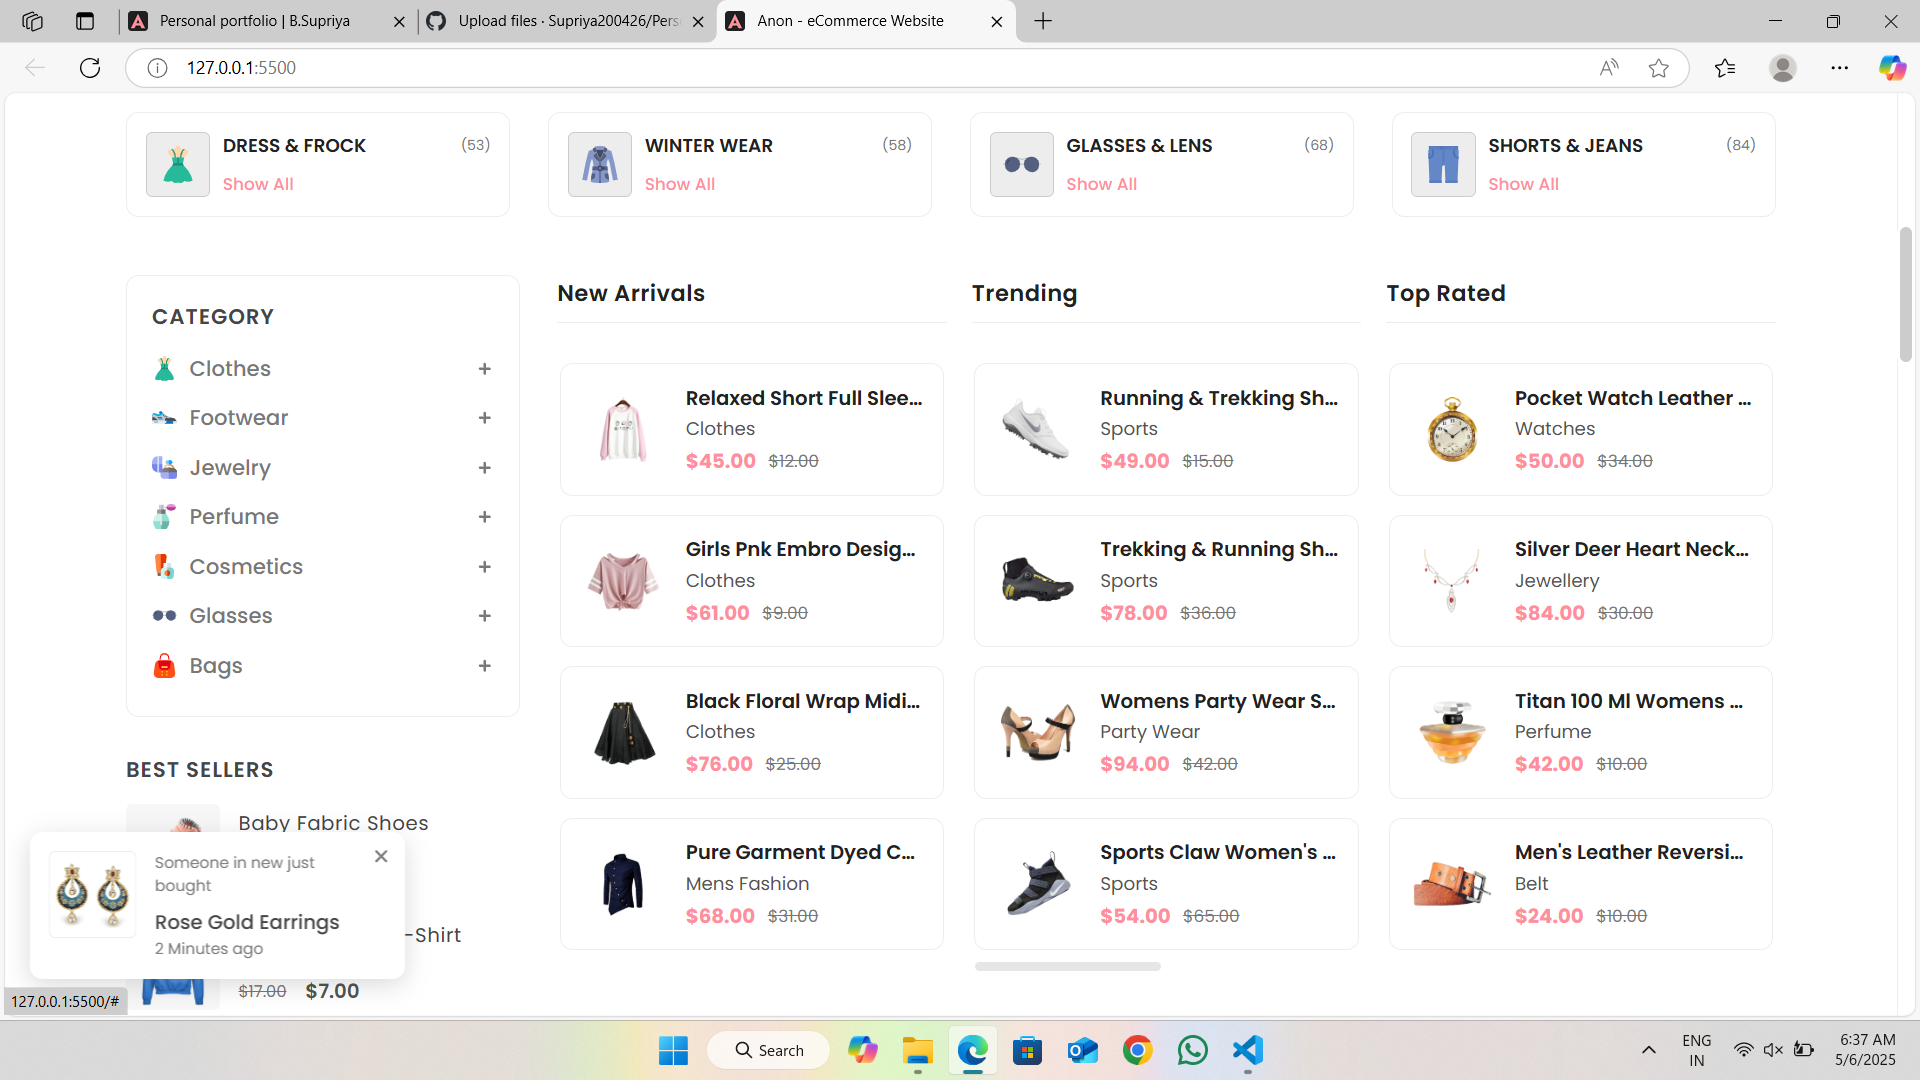 Personal portfolio | B.Supriya
Upload files · Supriya200426/Pers
Anon - eCommerce Website
127.0.0.1:5500
DRESS & FROCK (53)
Show All
WINTER WEAR (58)
Show All
GLASSES & LENS (68)
Show All
SHORTS & JEANS (84)
Show All
CATEGORY
Clothes +
Footwear +
Jewelry +
Perfume +
Cosmetics +
Glasses +
Bags +
BEST SELLERS
Baby Fabric Shoes
-Shirt
$17.00 $7.00
Someone in new just
bought
Rose Gold Earrings
2 Minutes ago
127.0.0.1:5500/#
New Arrivals
Relaxed Short Full Slee...
Clothes
$45.00 $12.00
Girls Pnk Embro Desig...
Clothes
$61.00 $9.00
Black Floral Wrap Midi...
Clothes
$76.00 $25.00
Pure Garment Dyed C...
Mens Fashion
$68.00 $31.00
Trending
Running & Trekking Sh...
Sports
$49.00 $15.00
Trekking & Running Sh...
Sports
$78.00 $36.00
Womens Party Wear S...
Party Wear
$94.00 $42.00
Sports Claw Women's ...
Sports
$54.00 $65.00
Top Rated
Pocket Watch Leather ...
Watches
$50.00 $34.00
Silver Deer Heart Neck...
Jewellery
$84.00 $30.00
Titan 100 Ml Womens ...
Perfume
$42.00 $10.00
Men's Leather Reversi...
Belt
$24.00 $10.00
Search
ENG
IN
6:37 AM
5/6/2025